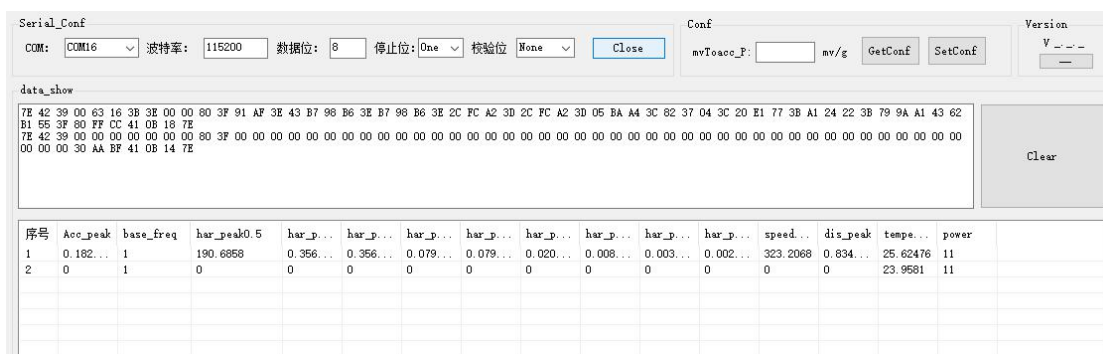 Serial_Conf
COM: COM16 波特率: 115200 数据位: 8 停止位: One 校验位 None Close
Conf
mvToacc_P: mv/g GetConf SetConf
Version
V _._._
—
data_show
7E 42 39 00 63 16 3B 3E 00 00 80 3F 91 AF 3E 43 B7 98 B6 3E B7 98 B6 3E 2C FC A2 3D 2C FC A2 3D 05 BA A4 3C 82 37 04 3C 20 E1 77 3B A1 24 22 3B 79 9A A1 43 62
B1 55 3F 80 FF CC 41 0B 18 7E
7E 42 39 00 00 00 00 00 00 00 80 3F 00 00 00 00 00 00 00 00 00 00 00 00 00 00 00 00 00 00 00 00 00 00 00 00 00 00 00 00 00 00 00 00 00 00 00 00 00 00 00 00 00
00 00 00 30 AA BF 41 0B 14 7E
Clear
序号 Acc_peak base_freq har_peak0.5 har_p... har_p... har_p... har_p... har_p... har_p... har_p... har_p... speed... dis_peak tempe... power
1 0.182... 1 190.6858 0.356... 0.356... 0.079... 0.079... 0.020... 0.008... 0.003... 0.002... 323.2068 0.834... 25.62476 11
2 0 1 0 0 0 0 0 0 0 0 0 0 0 23.9581 11